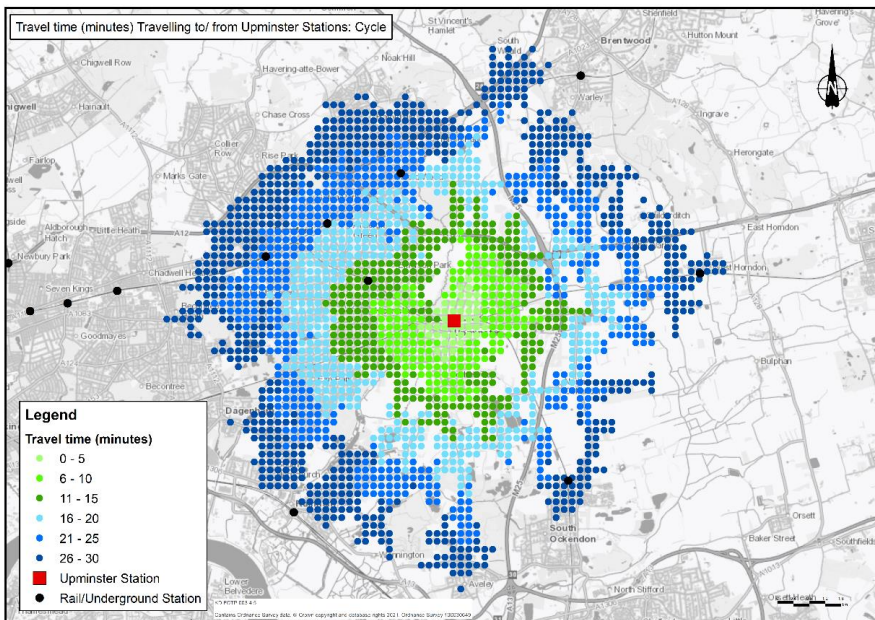 Travel time (minutes) Travelling to/ from Upminster Stations: Cycle
St Vincent's
Hamlet
Shenfield
Havering's
Grove
Hutton Mount
South
Weald
Brentwood
Chigwell Row
Noak Hill
Havering-atte-Bower
Warley
Chigwell
Hainault
Ingrave
Chase Cross
Collier
Row
Rise Park
Fairlop
Marks Gate
Herongate
Aldborough
Hatch
Little Heath
A12
East Horndon
Newbury Park
Chadwell He
Park
Seven Kings
Goodmayes
Bulphan
Becontree
Dagenham
Legend
Travel time (minutes)
0 - 5
6 - 10
11 - 15
16 - 20
21 - 25
26 - 30
Upminster Station
Rail/Underground Station
M25
Orsett
South
Ockendon
Baker Street
Southfields
Wennington
Aveley
Lower
Belvedere
North Stifford
Orsett Heath
A1013
Contains Ordnance Survey data. © Crown copyright and database rights 2021. Ordnance Survey 100030649
N